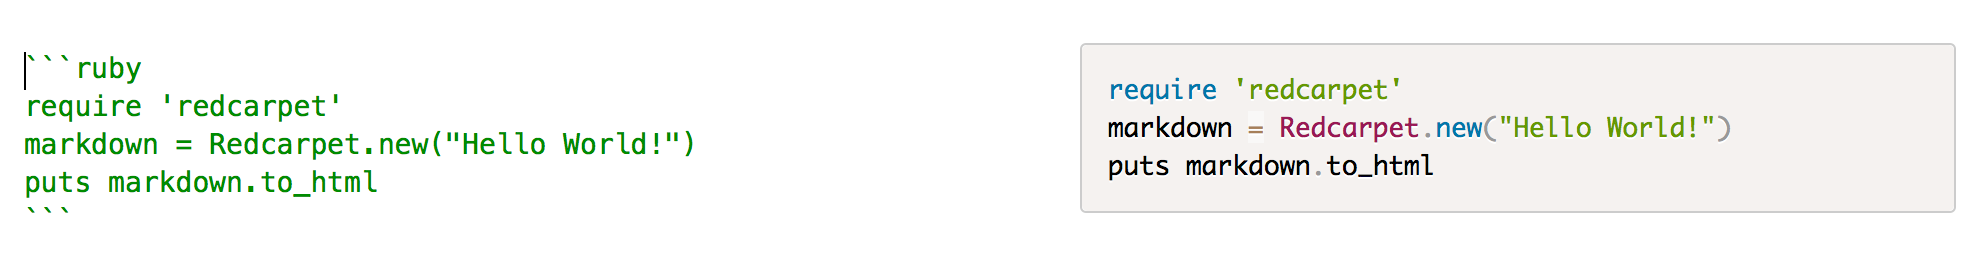 ```ruby
require 'redcarpet'
markdown = Redcarpet.new("Hello World!")
puts markdown.to_html
```
require 'redcarpet'
markdown = Redcarpet.new("Hello World!")
puts markdown.to_html